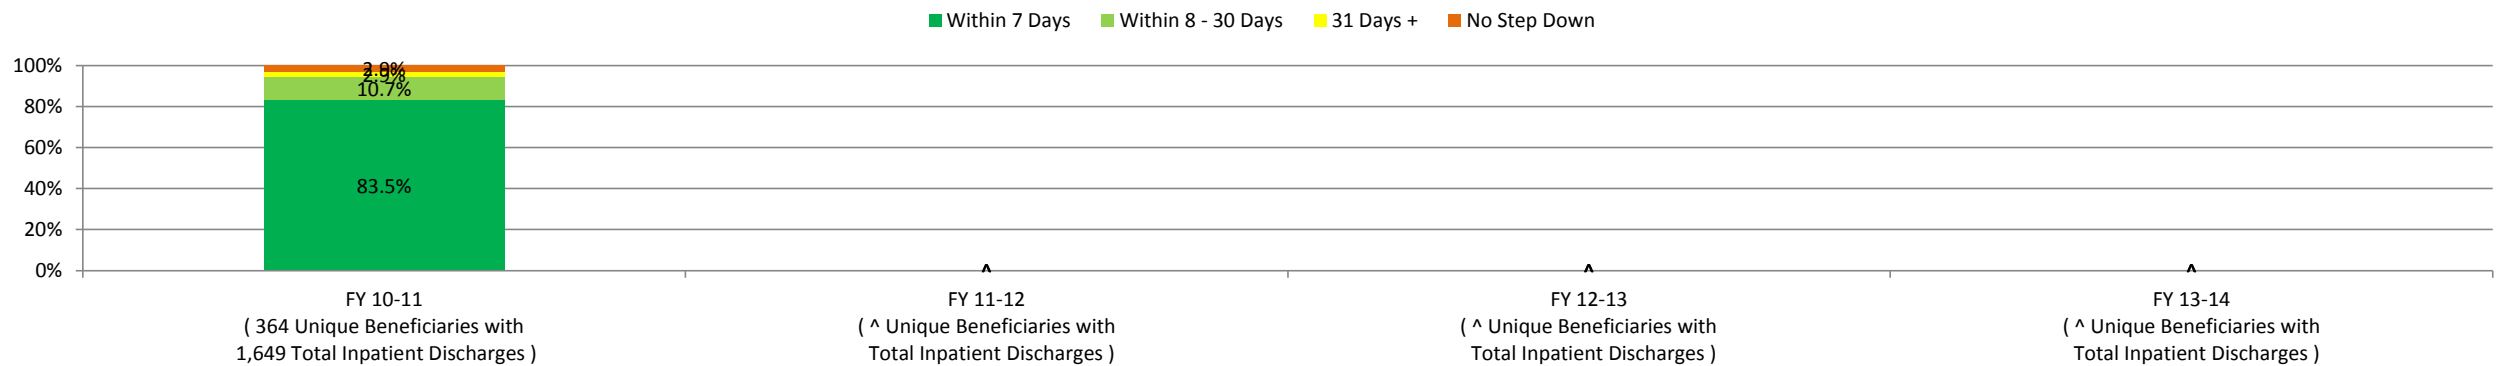 Within 7 Days
Within 8 - 30 Days
31 Days +
No Step Down
100%
80%
60%
40%
20%
0%
2.9%
10.7%
83.5%
^
^
^
FY 10-11
( 364 Unique Beneficiaries with
1,649 Total Inpatient Discharges )
FY 11-12
( ^ Unique Beneficiaries with
Total Inpatient Discharges )
FY 12-13
( ^ Unique Beneficiaries with
Total Inpatient Discharges )
FY 13-14
( ^ Unique Beneficiaries with
Total Inpatient Discharges )